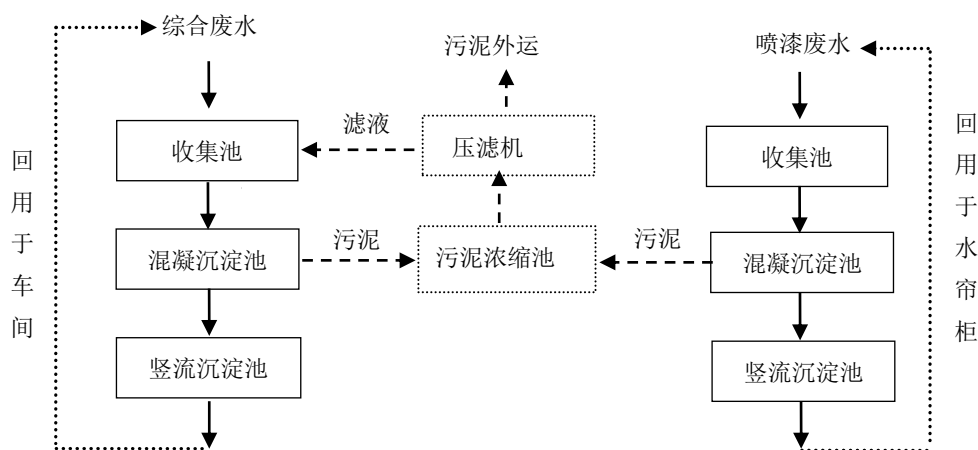 综合废水
污泥外运
喷漆废水
滤液
收集池
压滤机
收集池
回用于车间
回用于水帘柜
污泥
污泥
混凝沉淀池
污泥浓缩池
混凝沉淀池
竖流沉淀池
竖流沉淀池